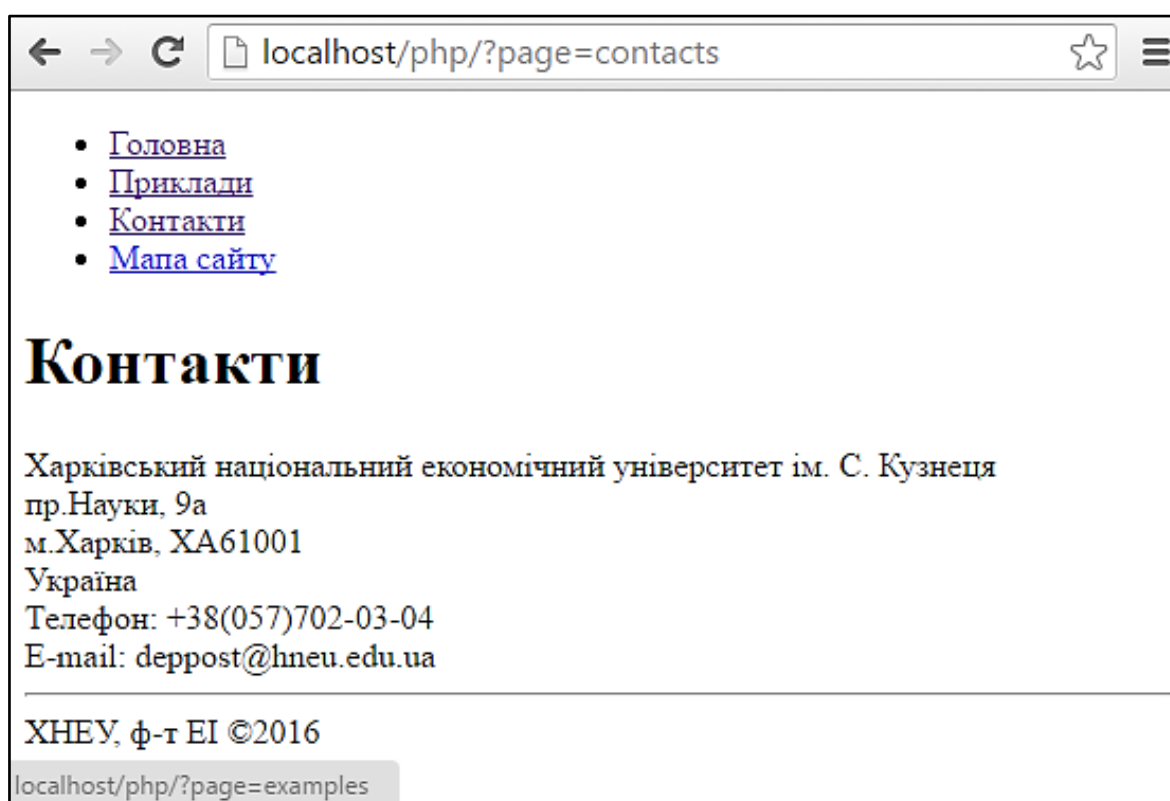 localhost/php/?page=contacts
Головна
Приклади
Контакти
Мапа сайту
Контакти
Харківський національний економічний університет ім. С. Кузнеця
пр.Науки, 9а
м.Харків, ХА61001
Україна
Телефон: +38(057)702-03-04
E-mail: deppost@hneu.edu.ua
ХНЕУ, ф-т ЕІ ©2016
localhost/php/?page=examples